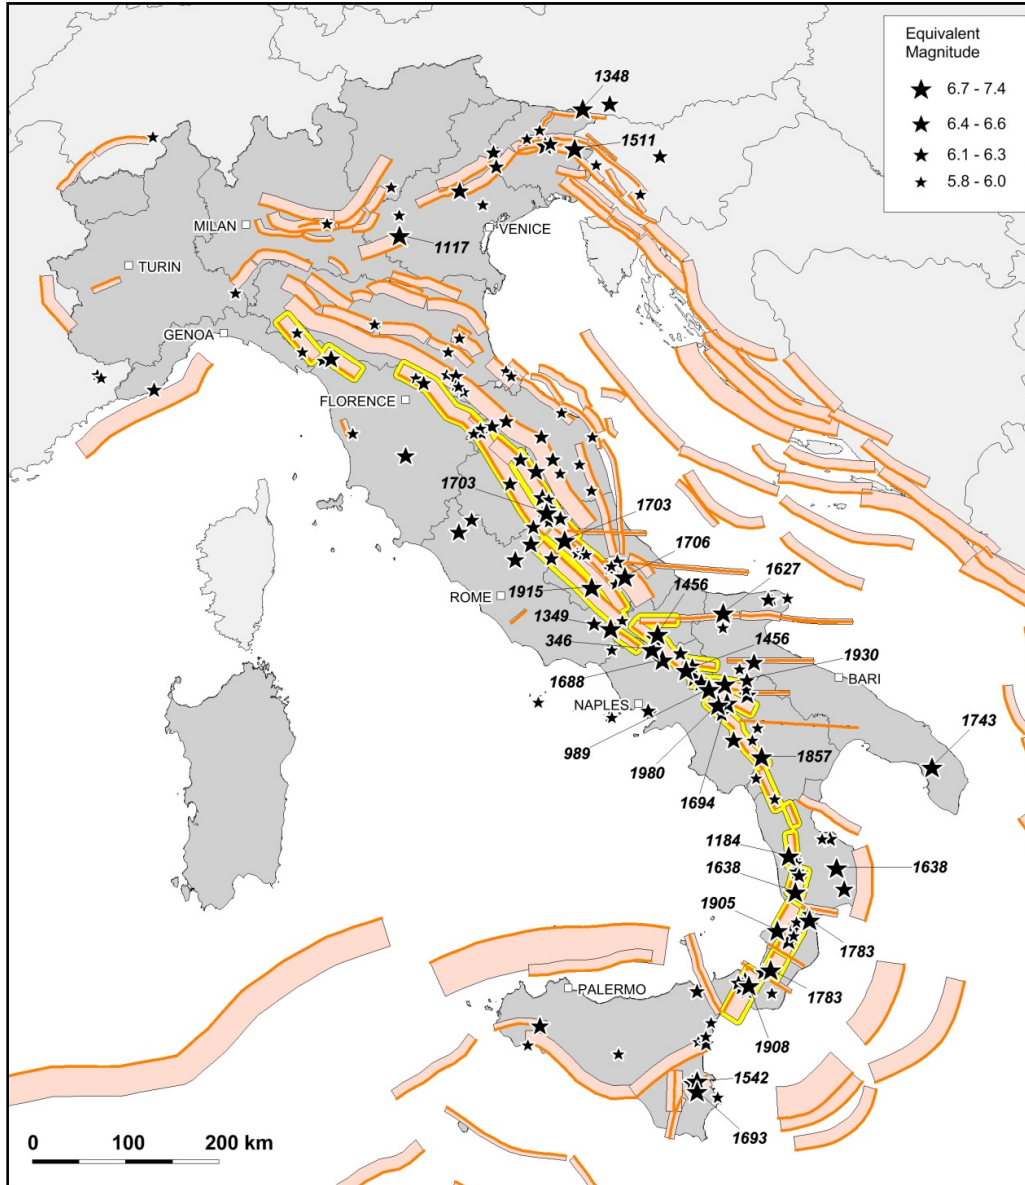 Equivalent
Magnitude
6.7 - 7.4
6.4 - 6.6
6.1 - 6.3
5.8 - 6.0
1348
1511
MILAN
VENICE
1117
TURIN
GENOA
FLORENCE
1703
1703
1706
1456
1627
ROME
1915
1349
346
1688
1456
1930
BARI
NAPLES
989
1980
1694
1857
1743
1184
1638
1638
1905
1783
1783
PALERMO
1908
1542
1693
0 100 200 km